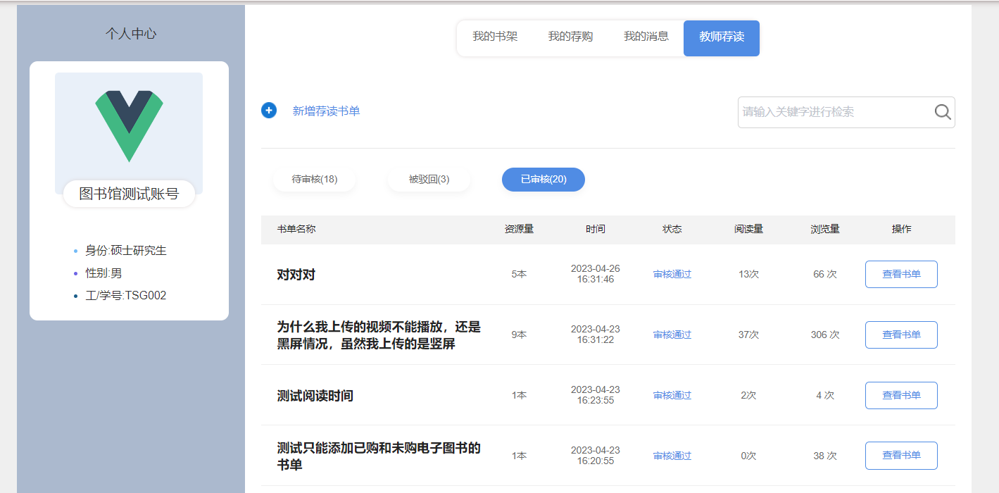 个人中心
图书馆测试账号
身份:硕士研究生
性别:男
工/学号:TSG002
我的书架 我的荐购 我的消息 教师荐读
新增荐读书单
请输入关键字进行检索
待审核(18) 被驳回(3) 已审核(20)
书单名称 资源量 时间 状态 阅读量 浏览量 操作
对对对 5本 2023-04-26 16:31:46 审核通过 13次 66 次 查看书单
为什么我上传的视频不能播放，还是
黑屏情况，虽然我上传的是竖屏
9本 2023-04-23 16:31:22 审核通过 37次 306 次 查看书单
测试阅读时间 1本 2023-04-23 16:23:55 审核通过 2次 4 次 查看书单
测试只能添加已购和未购电子图书的
书单
1本 2023-04-23 16:20:55 审核通过 0次 38 次 查看书单